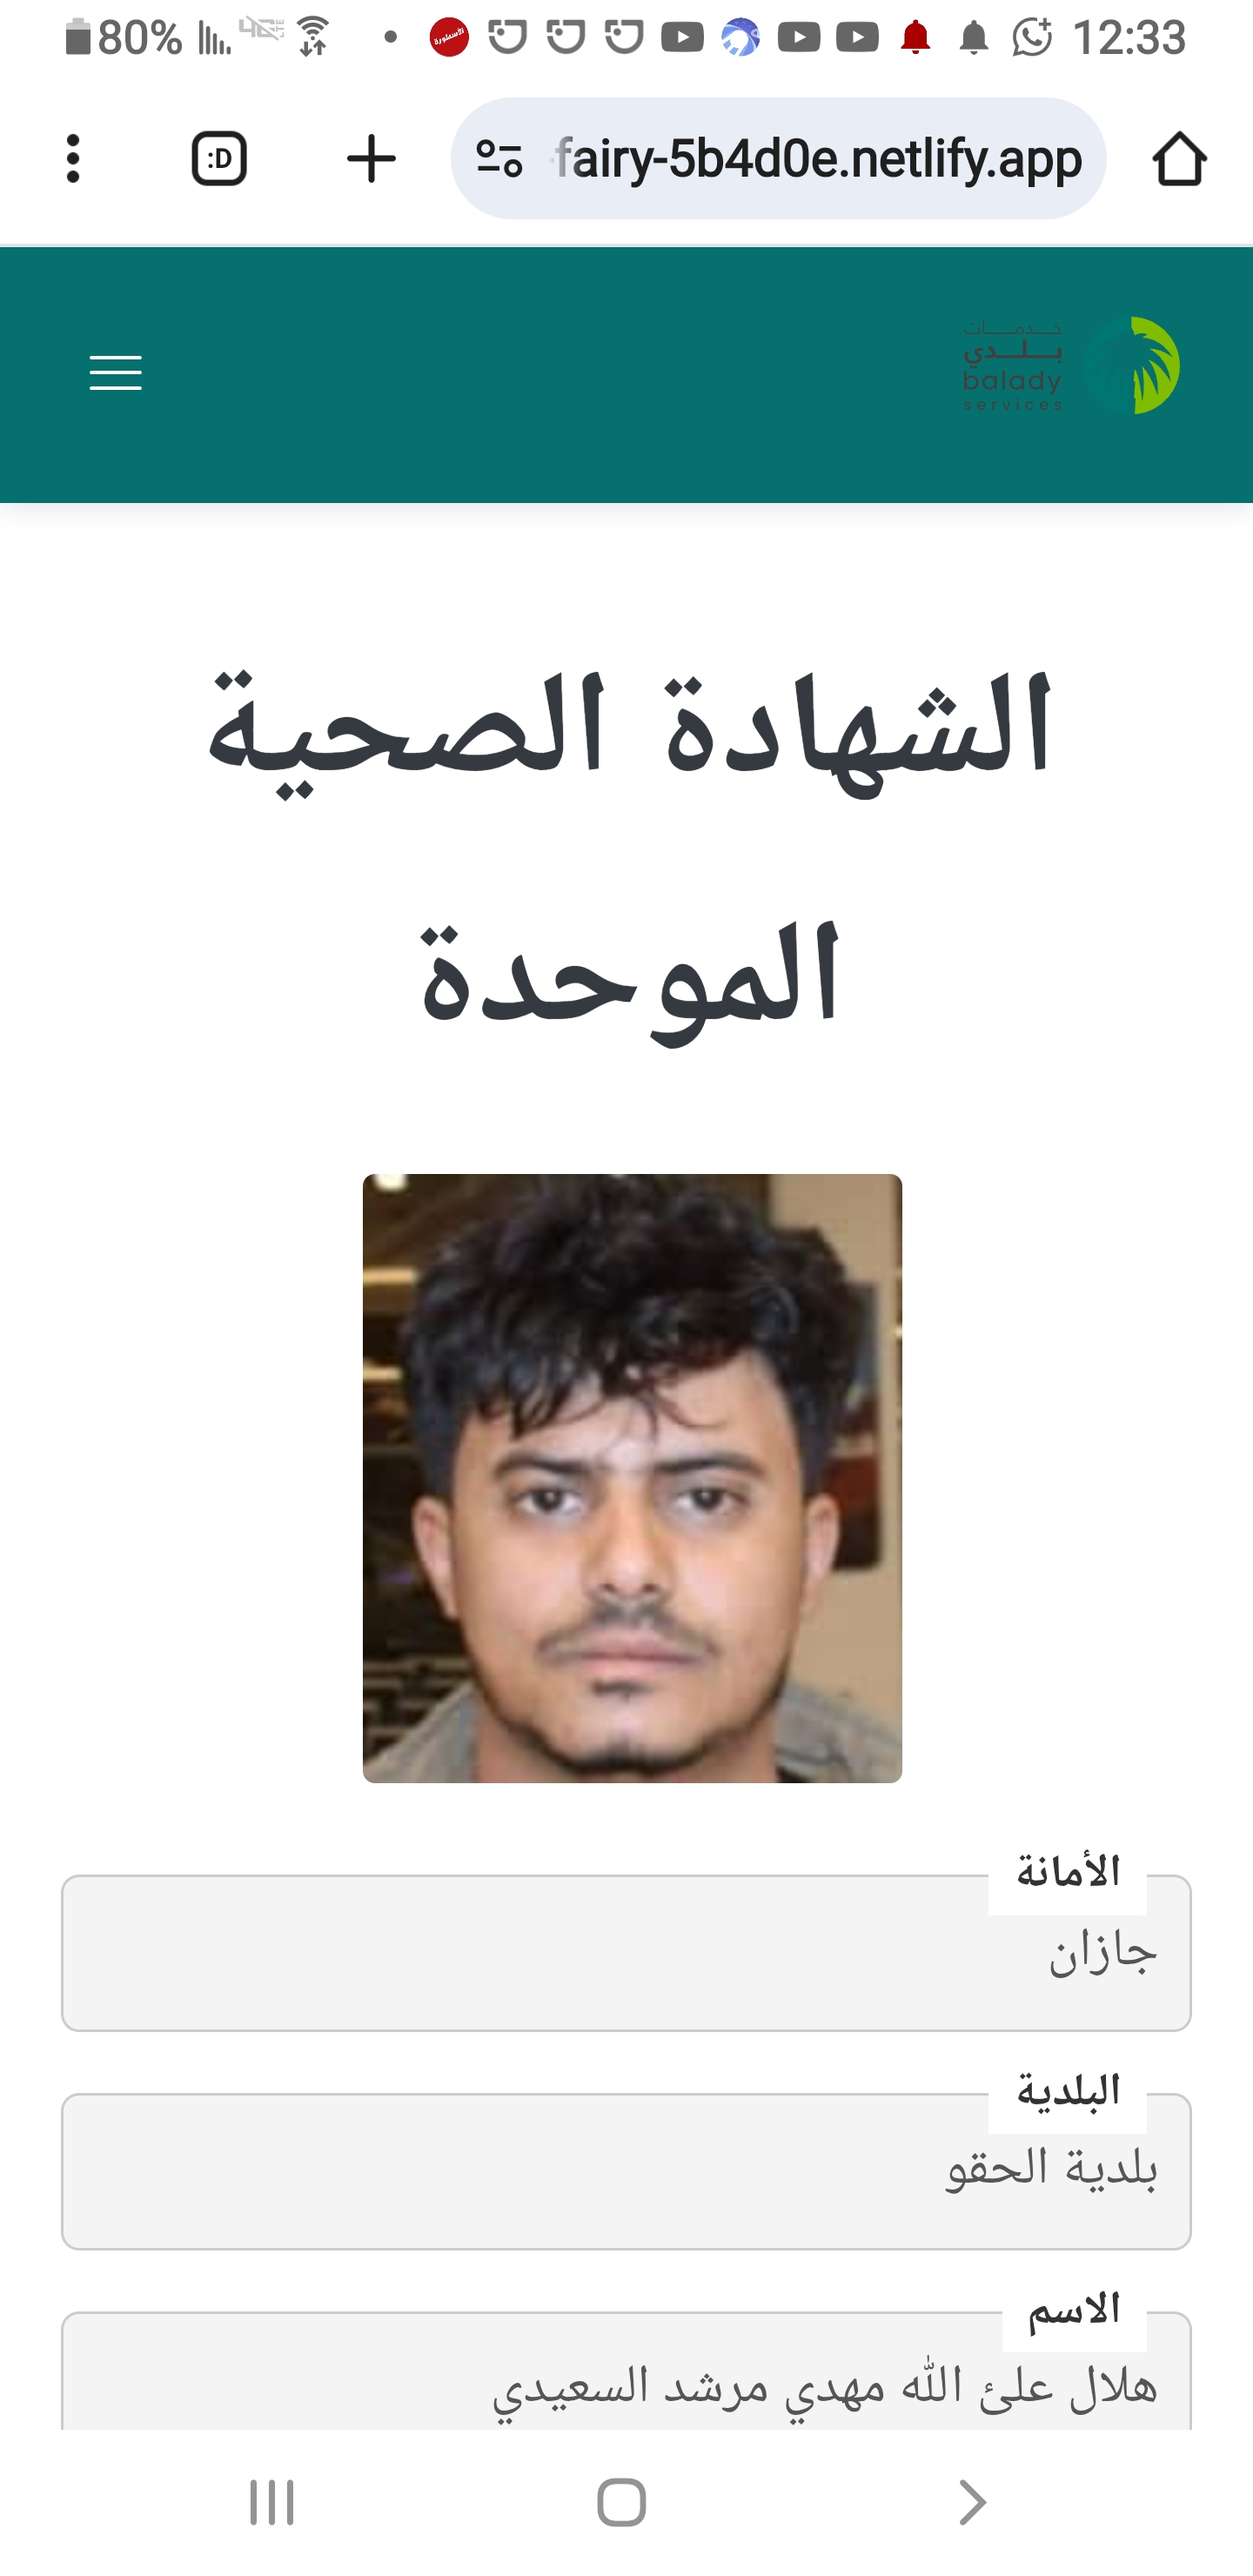 80%
12:33
:D
fairy-5b4d0e.netlify.app
خدمات
بلدي
balady
services
الشهادة الصحية
الموحدة
الأمانة
جازان
البلدية
بلدية الحقو
الاسم
هلال علئ الله مهدي مرشد السعيدي